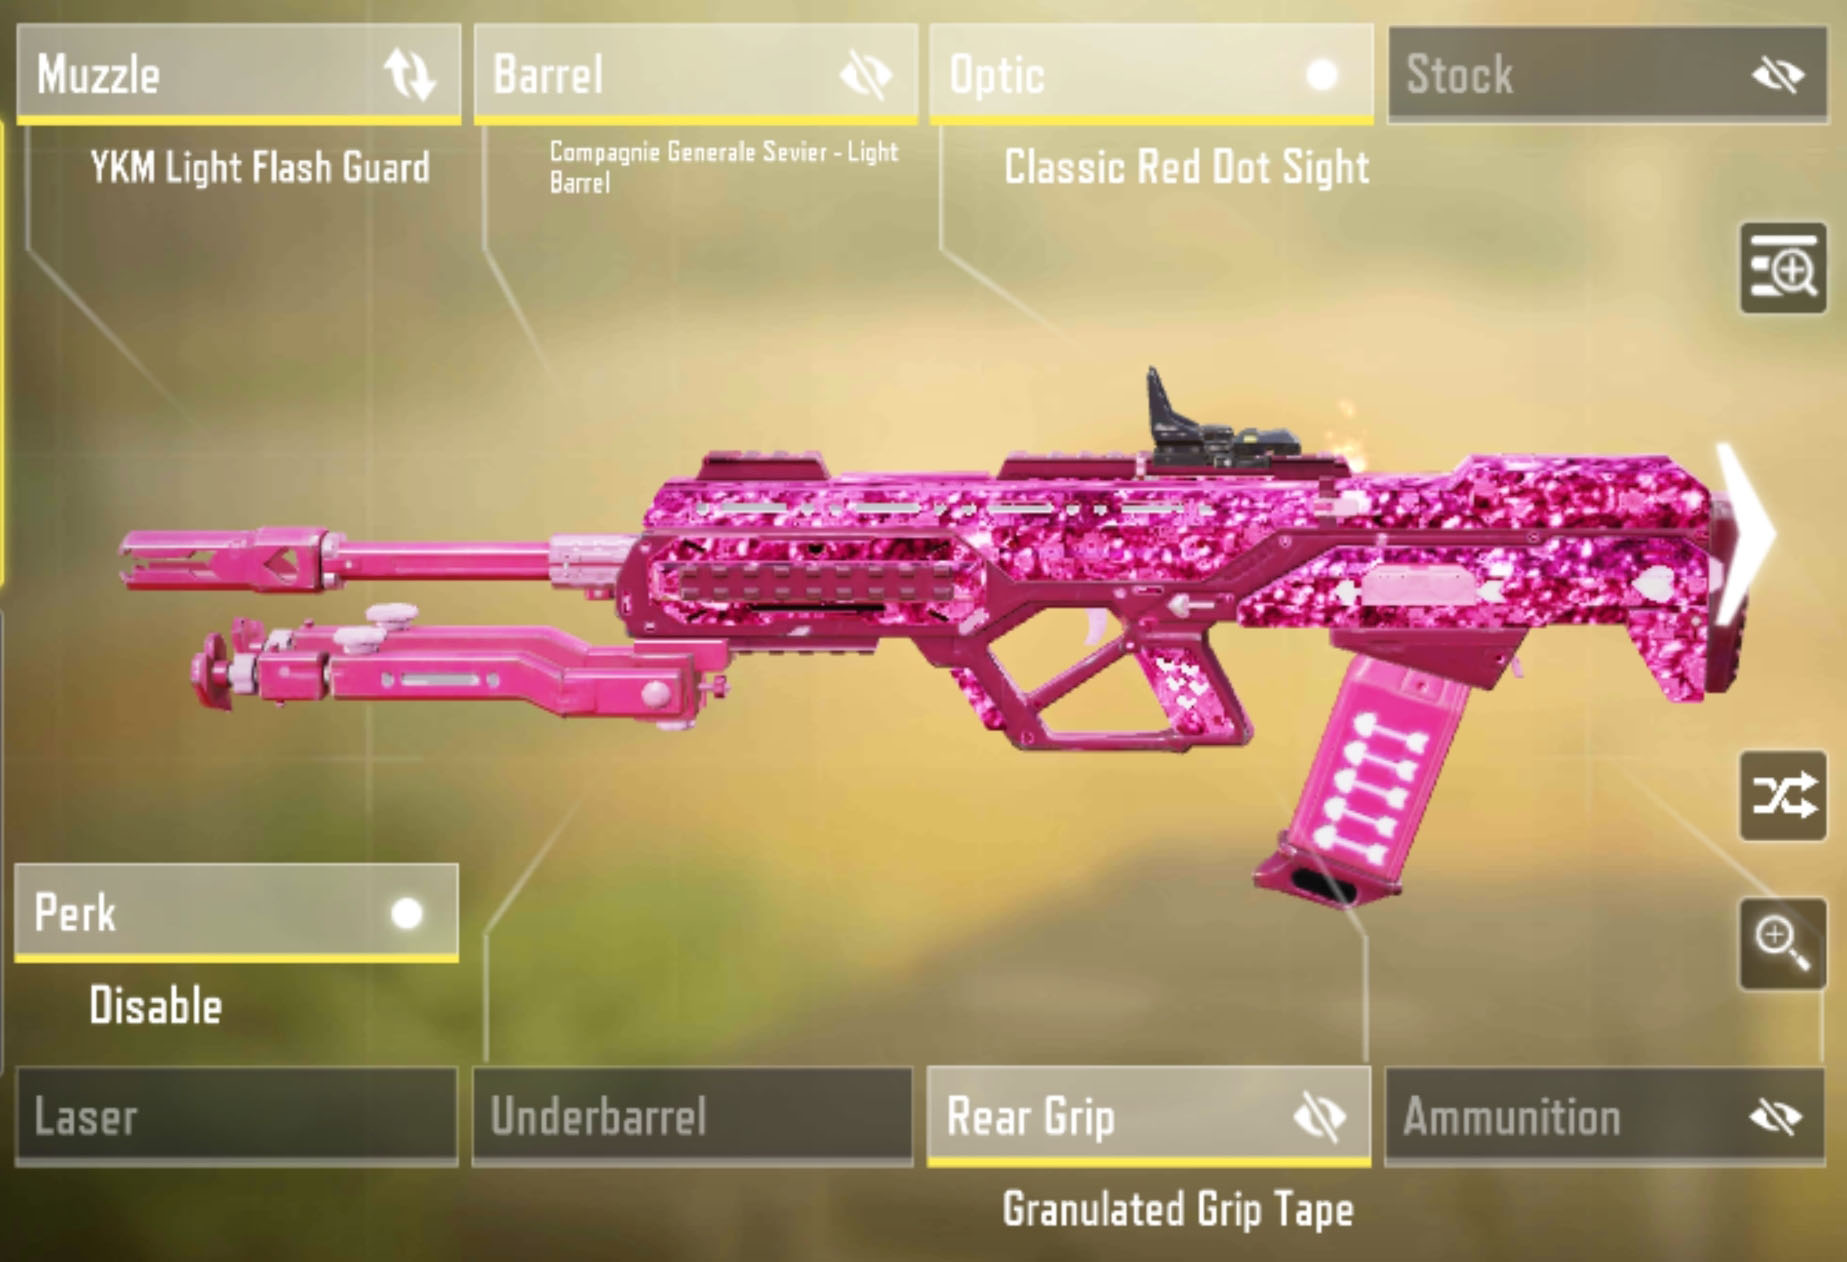 Muzzle
Barrel
Optic
Stock
YKM Light Flash Guard
Compagnie Generale Sevier - Light
Barrel
Classic Red Dot Sight
Perk
Disable
Laser
Underbarrel
Rear Grip
Ammunition
Granulated Grip Tape